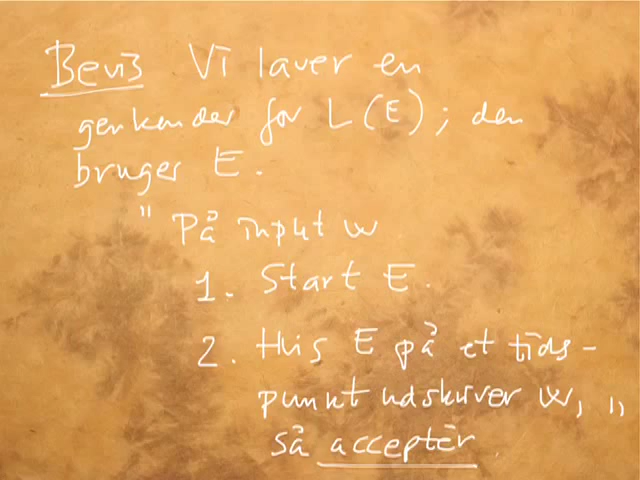 Bevis Vi laver en
genkender for L(E); den
bruger E.
" På input w
1. Start E.
2. Hvis E på et tids-
punkt udskriver w,
så accepter. "